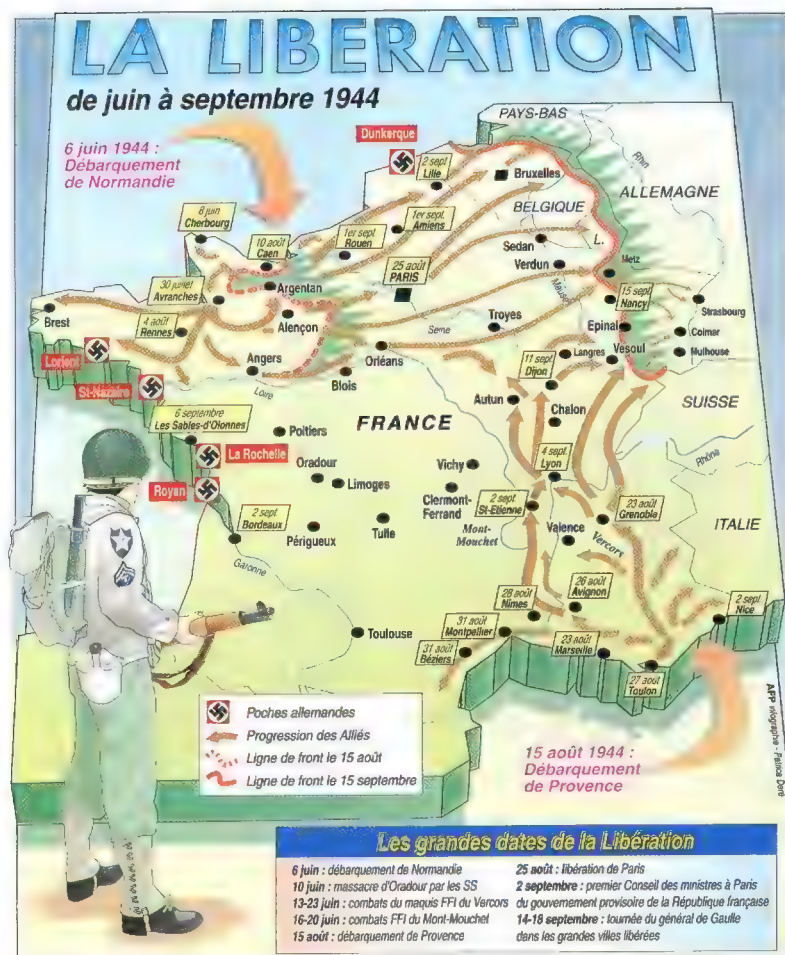 LA LIBERATION
de juin à septembre 1944
6 juin 1944 :
Débarquement
de Normandie
Dunkerque
PAYS-BAS
Rhin
2 sept.
Lille
Bruxelles
ALLEMAGNE
BELGIQUE
8 juin
Cherbourg
10 août
Caen
1er sept.
Rouen
1er sept.
Amiens
Sedan
L.
Verdun
Metz
25 août
PARIS
Argentan
30 juillet
Avranches
Meuse
15 sept.
Nancy
Strasbourg
Brest
4 août
Rennes
Alençon
Seine
Troyes
Epinal
Colmar
Lorient
Angers
Orléans
Langres
Vesoul
Mulhouse
11 sept.
Dijon
St-Nazaire
Loire
Blois
Autun
SUISSE
6 septembre
Les Sables-d'Olonnes
FRANCE
Chalon
Poitiers
La Rochelle
Oradour
Vichy
4 sept.
Lyon
Rhône
Royan
Limoges
Clermont-
Ferrand
2 sept.
St-Etienne
23 août
Grenoble
2 sept.
Bordeaux
Périgueux
Tulle
Mont-
Mouchet
Valence
Vercors
ITALIE
Garonne
28 août
Nîmes
26 août
Avignon
2 sept.
Nice
Toulouse
31 août
Montpellier
31 août
Béziers
23 août
Marseille
27 août
Toulon
Poches allemandes
Progression des Alliés
Ligne de front le 15 août
Ligne de front le 15 septembre
15 août 1944 :
Débarquement
de Provence
AFP infographie - Patrice Deré
Les grandes dates de la Libération
6 juin : débarquement de Normandie
10 juin : massacre d'Oradour par les SS
13-23 juin : combats du maquis FFI du Vercors
16-20 juin : combats FFI du Mont-Mouchet
15 août : débarquement de Provence
25 août : libération de Paris
2 septembre : premier Conseil des ministres à Paris
du gouvernement provisoire de la République française
14-18 septembre : tournée du général de Gaulle
dans les grandes villes libérées